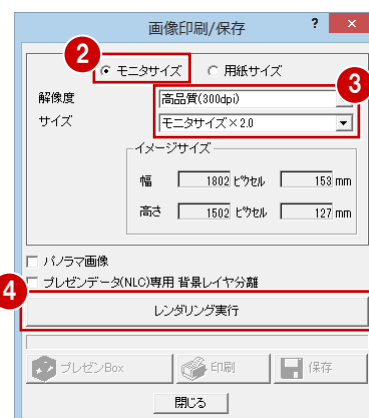 画像印刷/保存 ? ×
2
モニタサイズ 用紙サイズ
3
解像度 高品質(300dpi)
サイズ モニタサイズ×2.0
イメージサイズ
幅 1802 ピクセル 153 mm
高さ 1502 ピクセル 127 mm
パノラマ画像
プレゼンデータ(NLC)専用 背景レイヤ分離
4
レンダリング実行
プレゼンBox 印刷 保存
閉じる